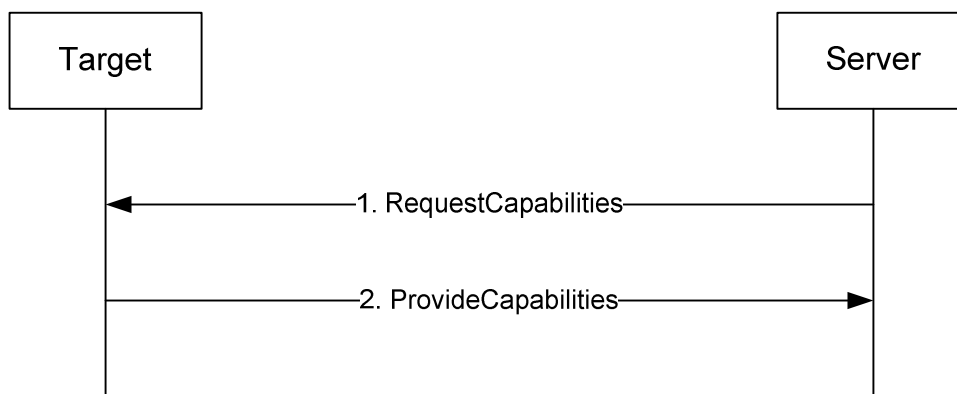 Target
Server
1. RequestCapabilities
2. ProvideCapabilities